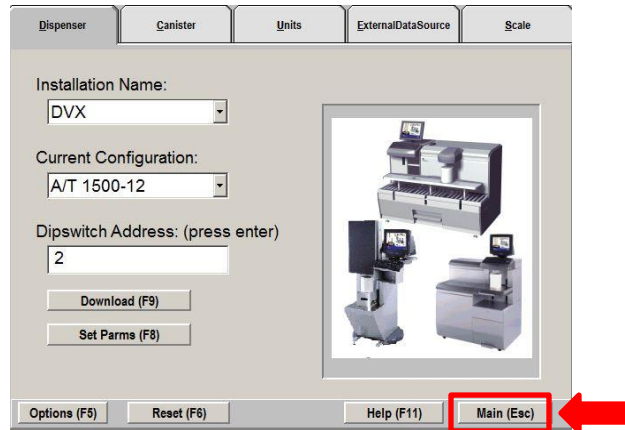 Dispenser Canister Units ExternalDataSource Scale
Installation Name:
DVX
Current Configuration:
A/T 1500-12
Dipswitch Address: (press enter)
2
Download (F9)
Set Parms (F8)
Options (F5) Reset (F6) Help (F11) Main (Esc)